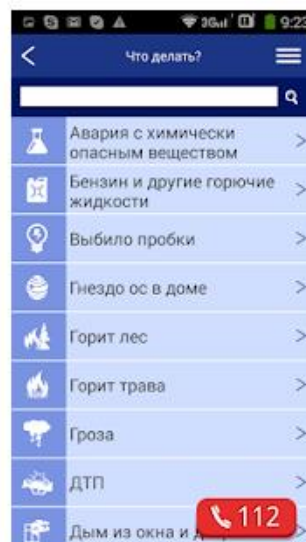 3G 9:23
Что делать?
Авария с химически
опасным веществом
Бензин и другие горючие
жидкости
Выбило пробки
Гнездо ос в доме
Горит лес
Горит трава
Гроза
ДТП
112
Дым из окна и